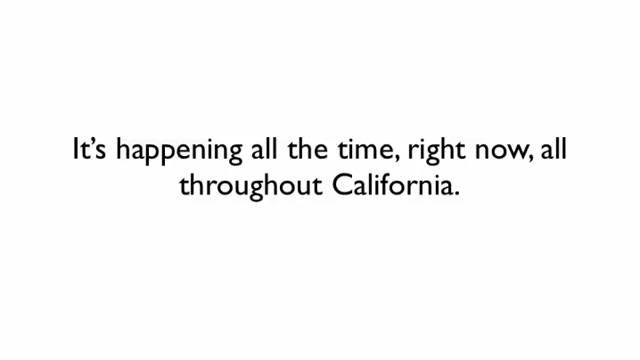 It's happening all the time, right now, all
throughout California.